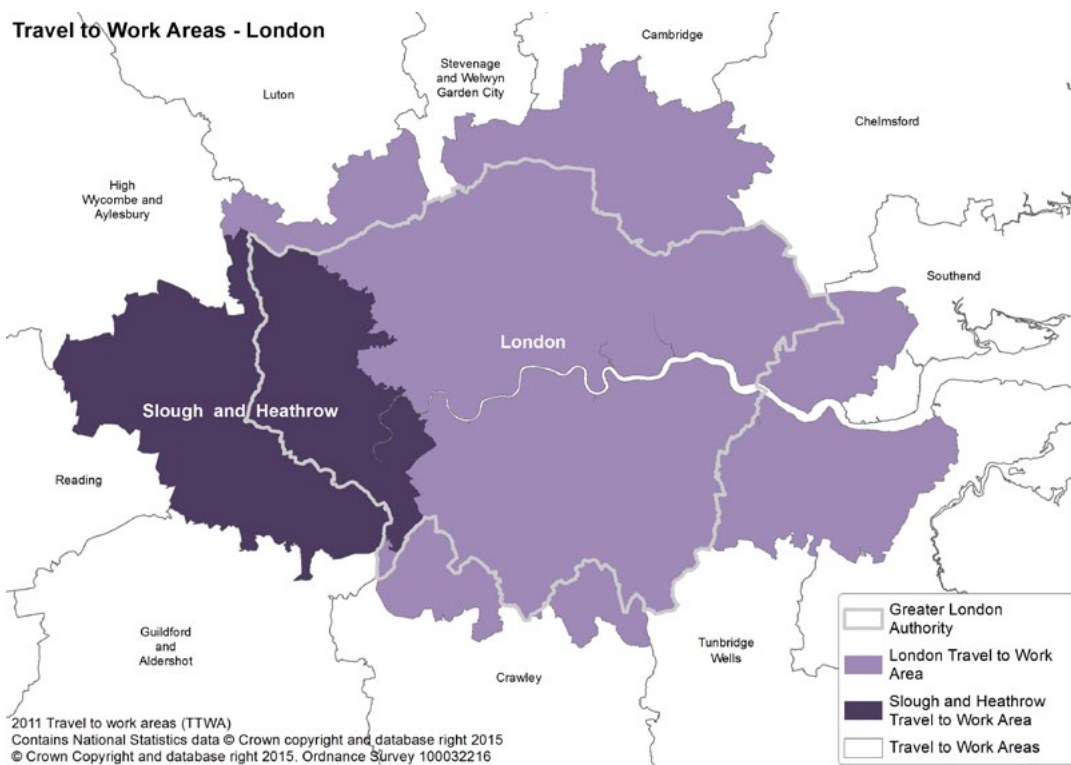 Travel to Work Areas - London
Cambridge
Stevenage
and Welwyn
Garden City
Luton
Chelmsford
High
Wycombe and
Aylesbury
Southend
London
Slough and Heathrow
Reading
Guildford
and
Aldershot
Crawley
Tunbridge
Wells
Greater London
Authority
London Travel to Work
Area
Slough and Heathrow
Travel to Work Area
Travel to Work Areas
2011 Travel to work areas (TTWA)
Contains National Statistics data © Crown copyright and database right 2015
© Crown Copyright and database right 2015. Ordnance Survey 100032216